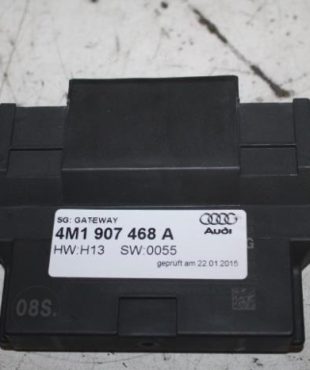 SG: GATEWAY
4M1 907 468 A
Audi
HW:H13 SW:0055
geprüft am 22.01.2015
08S.